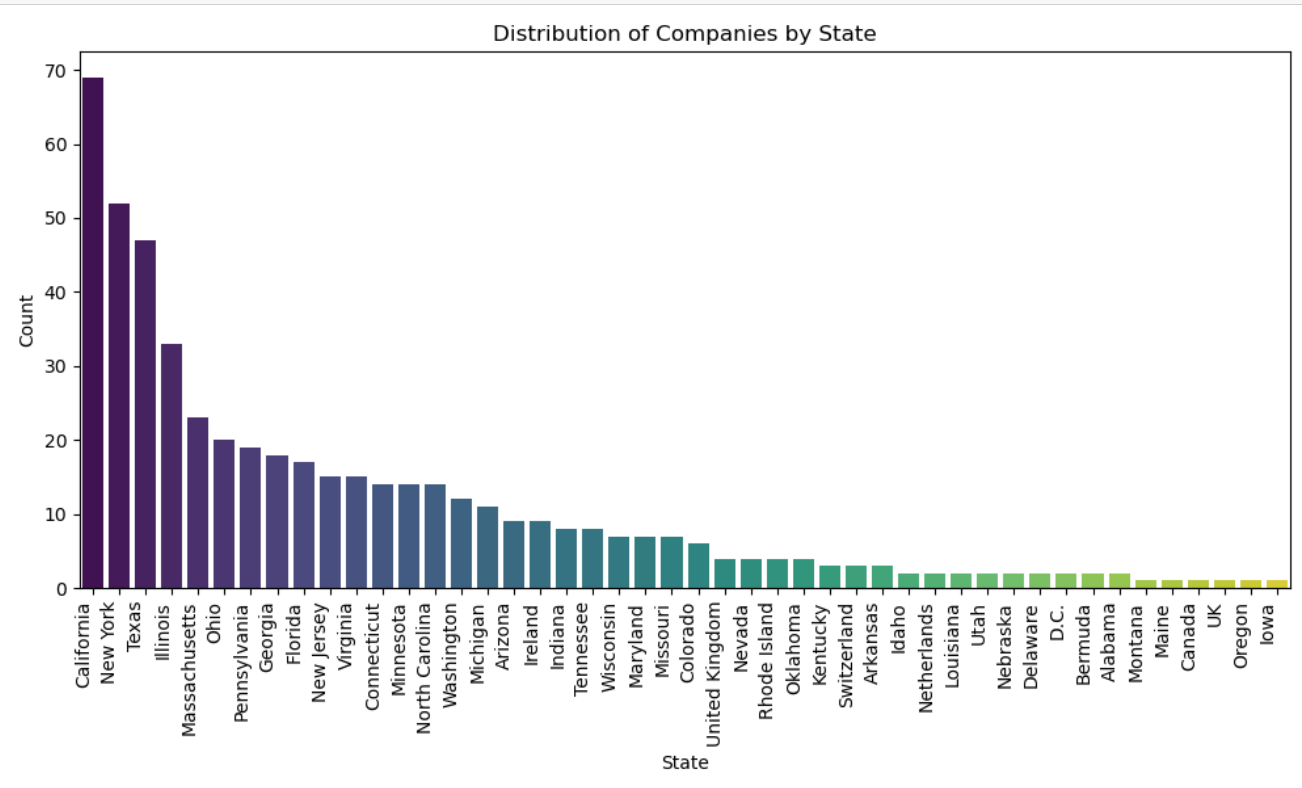 Distribution of Companies by State
70
60
50
40
30
20
10
0
Count
California
New York
Texas
Illinois
Massachusetts
Ohio
Pennsylvania
Georgia
Florida
New Jersey
Virginia
Connecticut
Minnesota
North Carolina
Washington
Michigan
Arizona
Ireland
Indiana
Tennessee
Wisconsin
Maryland
Missouri
Colorado
United Kingdom
Nevada
Rhode Island
Oklahoma
Kentucky
Switzerland
Arkansas
Idaho
Netherlands
Louisiana
Utah
Nebraska
Delaware
D.C.
Bermuda
Alabama
Montana
Maine
Canada
UK
Oregon
Iowa
State